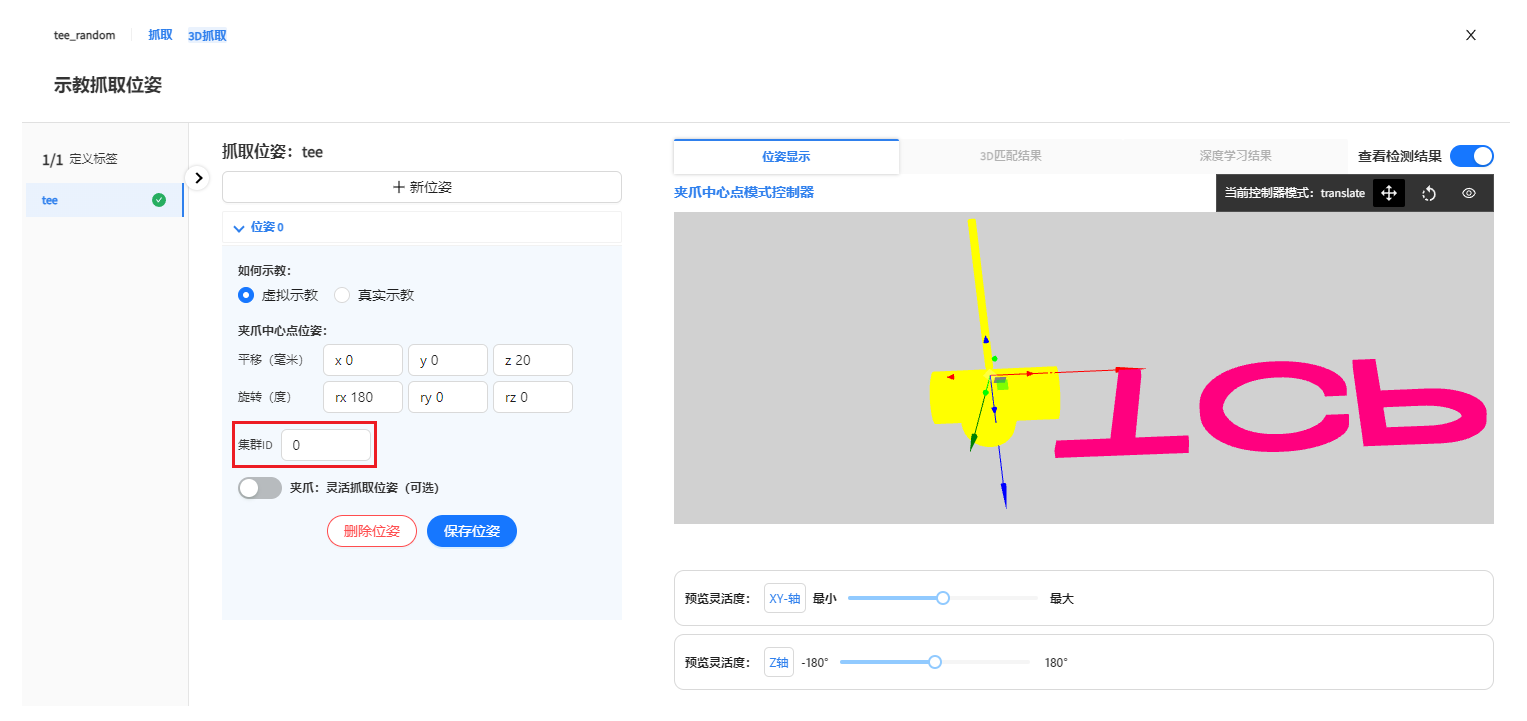 tee_random 抓取 3D抓取 X
示教抓取位姿
1/1 定义标签
tee
抓取位姿：tee
+ 新位姿
位姿 0
如何示教：
虚拟示教 真实示教
夹爪中心点位姿：
平移（毫米） x 0 y 0 z 20
旋转（度） rx 180 ry 0 rz 0
集群ID 0
夹爪：灵活抓取位姿（可选）
删除位姿 保存位姿
位姿显示 3D匹配结果 深度学习结果 查看检测结果
夹爪中心点模式控制器 当前控制器模式：translate
预览灵活度： XY-轴 最小 最大
预览灵活度： Z轴 -180° 180°